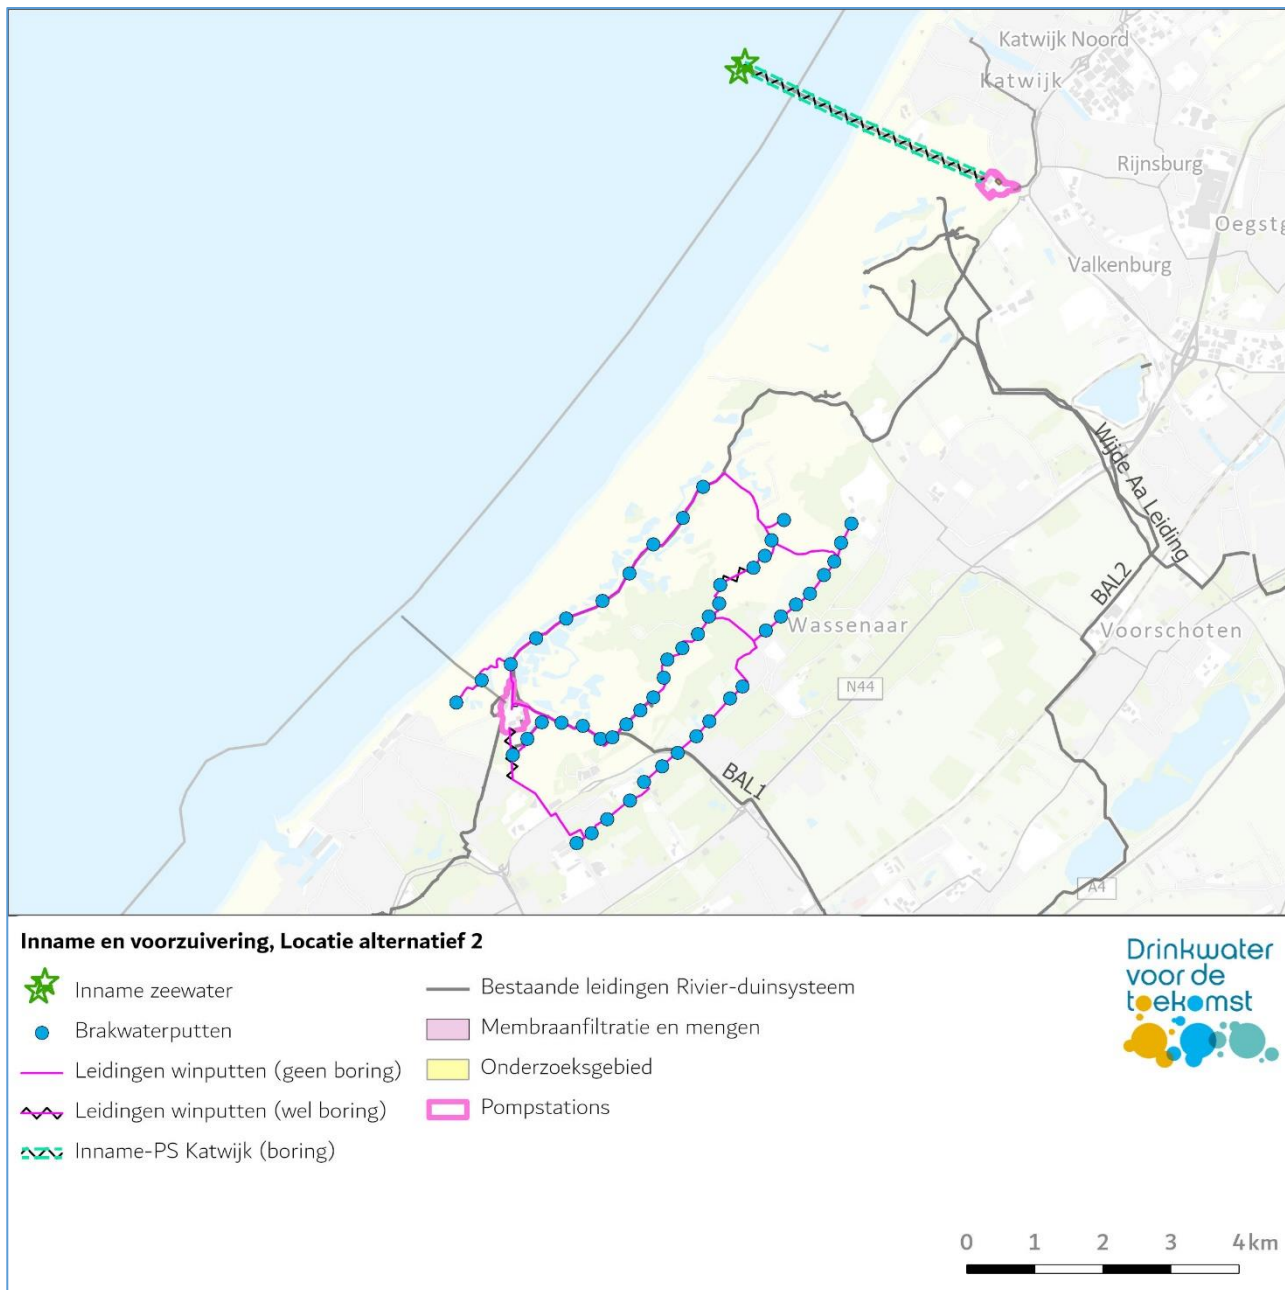 Katwijk Noord
Katwijk
Rijnsburg
Oegstg
Valkenburg
Wijde Aa Leiding
BAL2
Wassenaar
Voorschoten
N44
BAL1
A4
Inname en voorzuivering, Locatie alternatief 2
Inname zeewater
Brakwaterputten
Leidingen winputten (geen boring)
Leidingen winputten (wel boring)
Inname-PS Katwijk (boring)
Bestaande leidingen Rivier-duinsysteem
Membraanfiltratie en mengen
Onderzoeksgebied
Pompstations
Drinkwater
voor de
toekomst
0 1 2 3 4 km